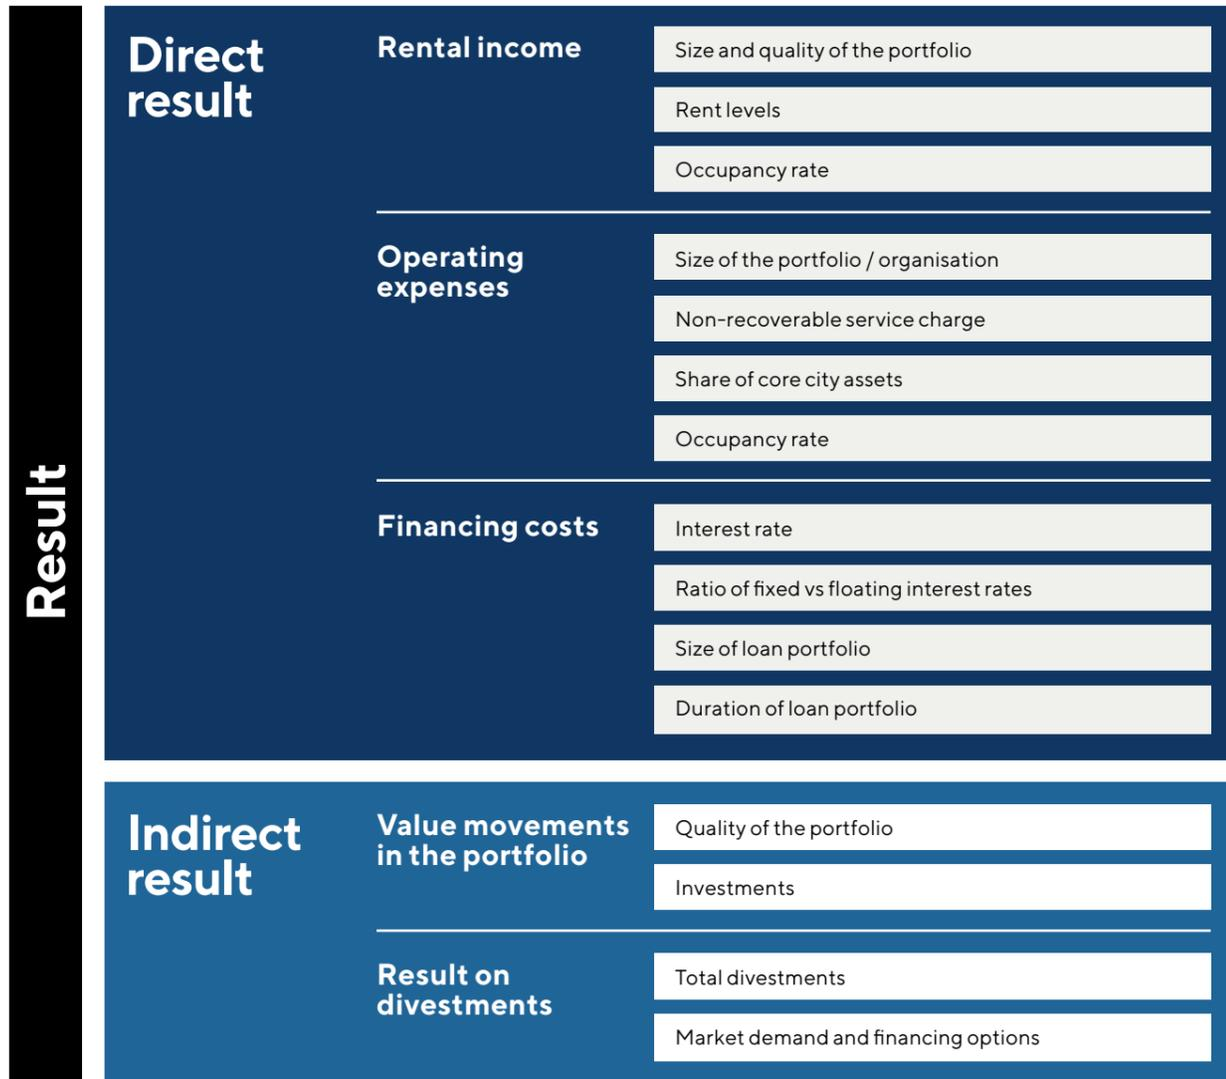 Result
Direct
result
Rental income
Size and quality of the portfolio
Rent levels
Occupancy rate
Operating
expenses
Size of the portfolio / organisation
Non-recoverable service charge
Share of core city assets
Occupancy rate
Financing costs
Interest rate
Ratio of fixed vs floating interest rates
Size of loan portfolio
Duration of loan portfolio
Indirect
result
Value movements
in the portfolio
Quality of the portfolio
Investments
Result on
divestments
Total divestments
Market demand and financing options